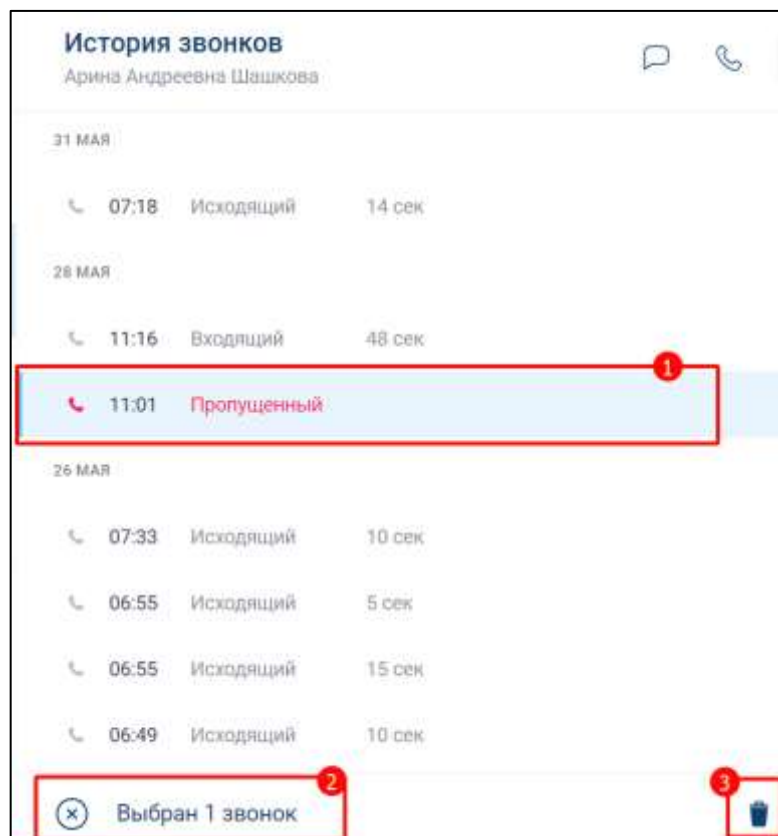 История звонков
Арина Андреевна Шашкова
31 МАЯ
07:18 Исходящий 14 сек
28 МАЯ
11:16 Входящий 48 сек
1
11:01 Пропущенный
26 МАЯ
07:33 Исходящий 10 сек
06:55 Исходящий 5 сек
06:55 Исходящий 15 сек
06:49 Исходящий 10 сек
2 3
Выбран 1 звонок